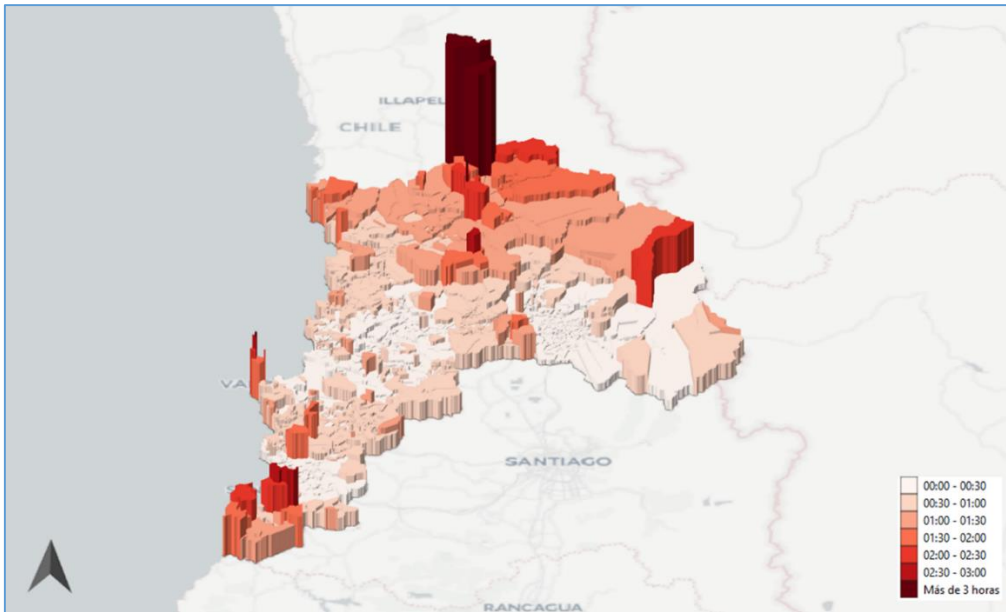 ILLAPEL
CHILE
VA
S
SANTIAGO
RANCAGUA
00:00 - 00:30
00:30 - 01:00
01:00 - 01:30
01:30 - 02:00
02:00 - 02:30
02:30 - 03:00
Más de 3 horas